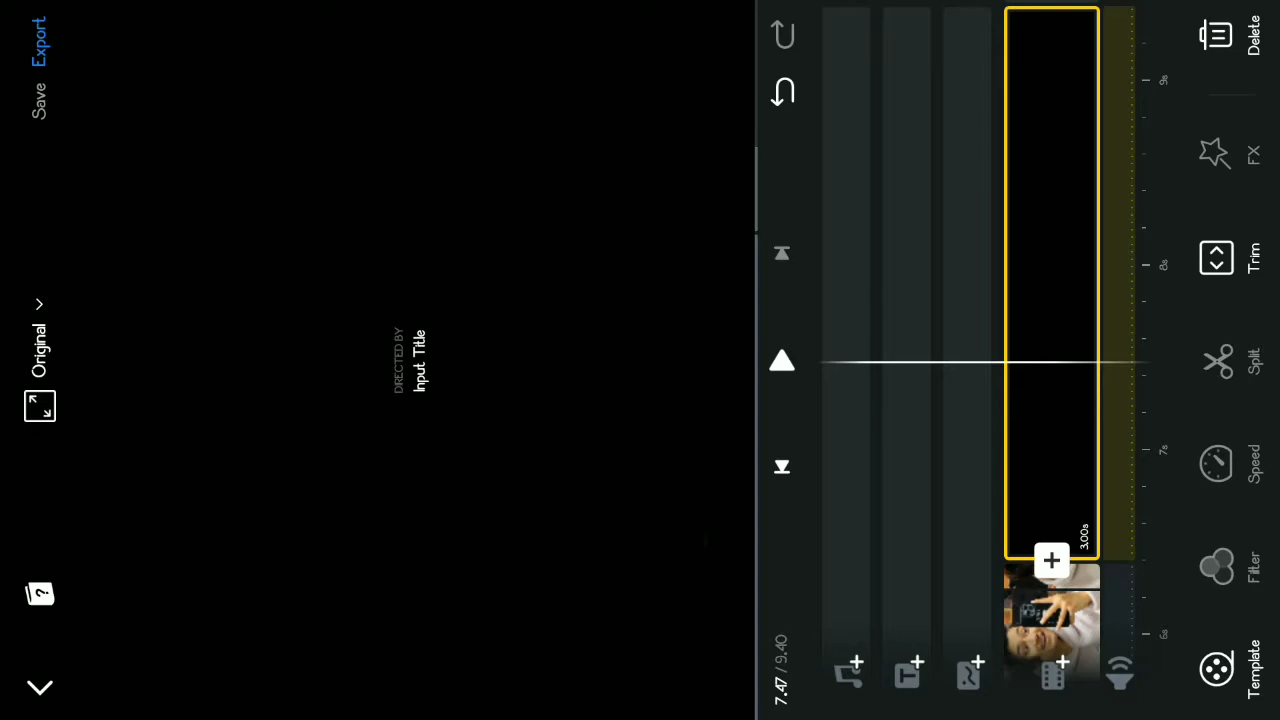 ?
Original
Save
Export
DIRECTED BY
Input Title
7.47 / 9.40
3.00s
6s
7s
8s
9s
Template
Filter
Speed
Split
Trim
FX
Delete